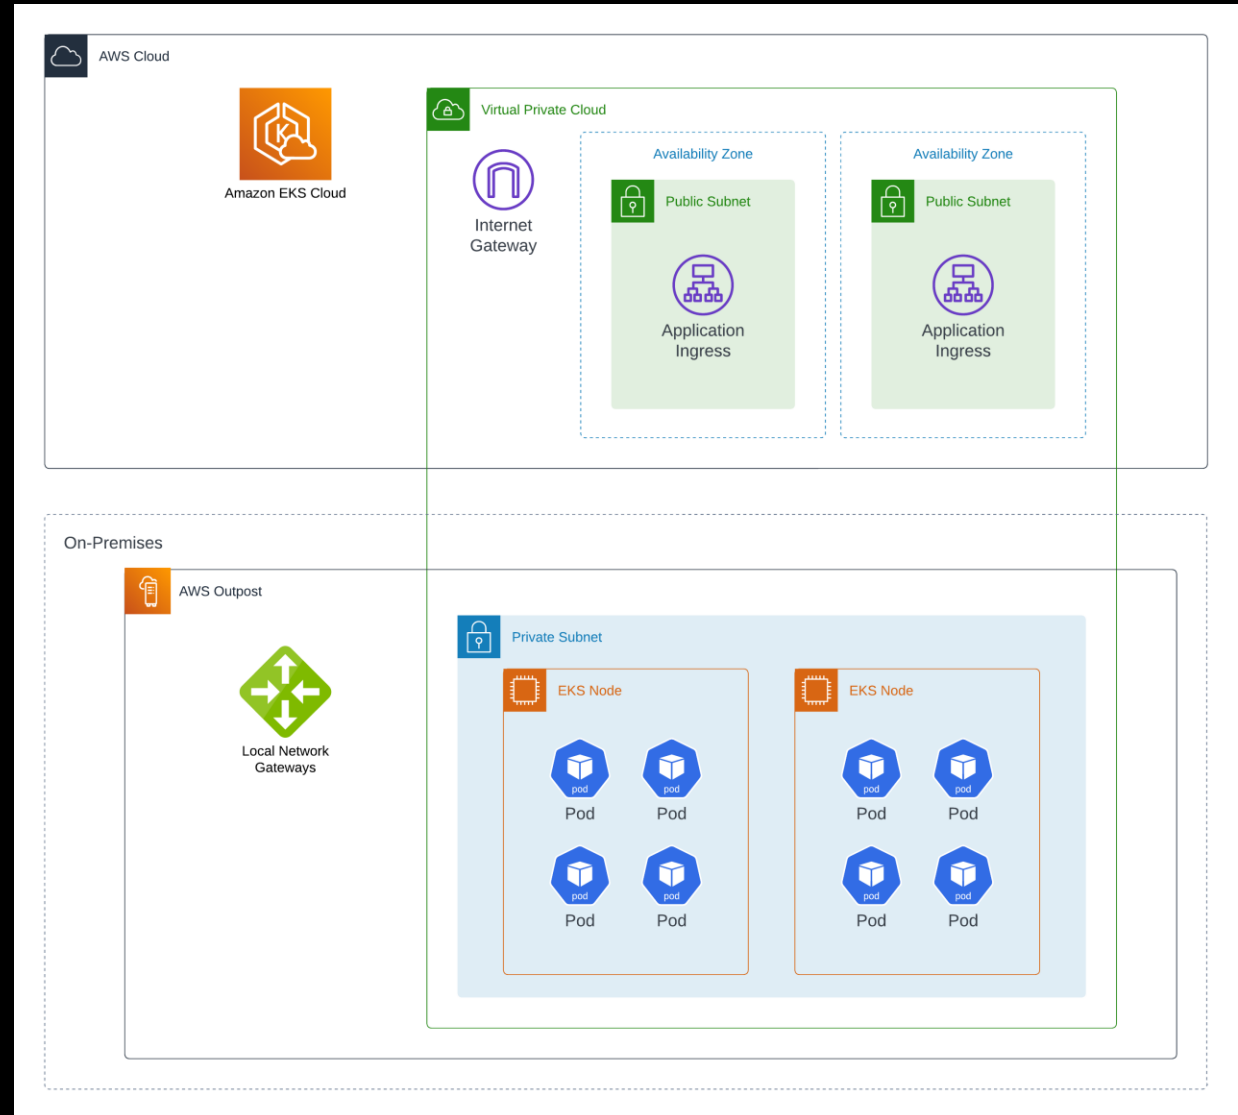 AWS Cloud
Amazon EKS Cloud
Virtual Private Cloud
Internet
Gateway
Availability Zone
Public Subnet
Application
Ingress
Availability Zone
Public Subnet
Application
Ingress
On-Premises
AWS Outpost
Local Network
Gateways
Private Subnet
EKS Node
pod
Pod
pod
Pod
pod
Pod
pod
Pod
EKS Node
pod
Pod
pod
Pod
pod
Pod
pod
Pod